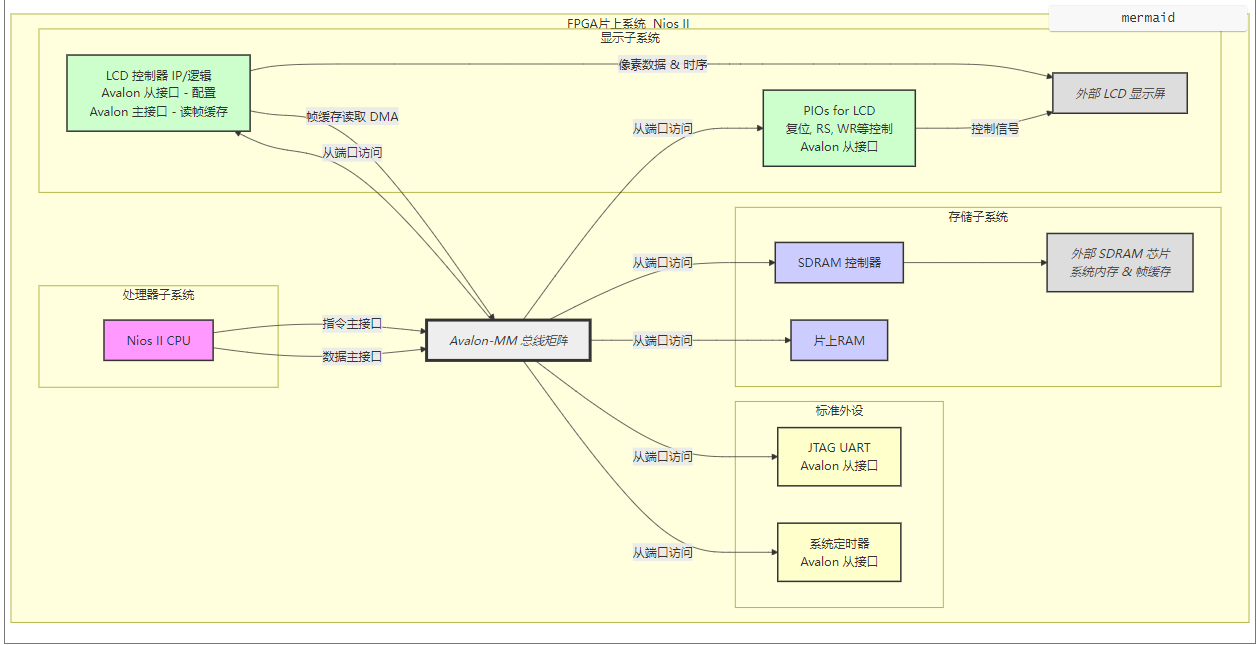 mermaid
FPGA片上系统 Nios II
显示子系统
LCD 控制器 IP/逻辑
Avalon 从接口 - 配置
Avalon 主接口 - 读帧缓存
像素数据 & 时序
外部 LCD 显示屏
帧缓存读取 DMA
从端口访问
从端口访问
PIOs for LCD
复位, RS, WR等控制
Avalon 从接口
控制信号
存储子系统
从端口访问
SDRAM 控制器
外部 SDRAM 芯片
系统内存 & 帧缓存
处理器子系统
Nios II CPU
指令主接口
数据主接口
Avalon-MM 总线矩阵
从端口访问
片上RAM
标准外设
从端口访问
JTAG UART
Avalon 从接口
从端口访问
系统定时器
Avalon 从接口